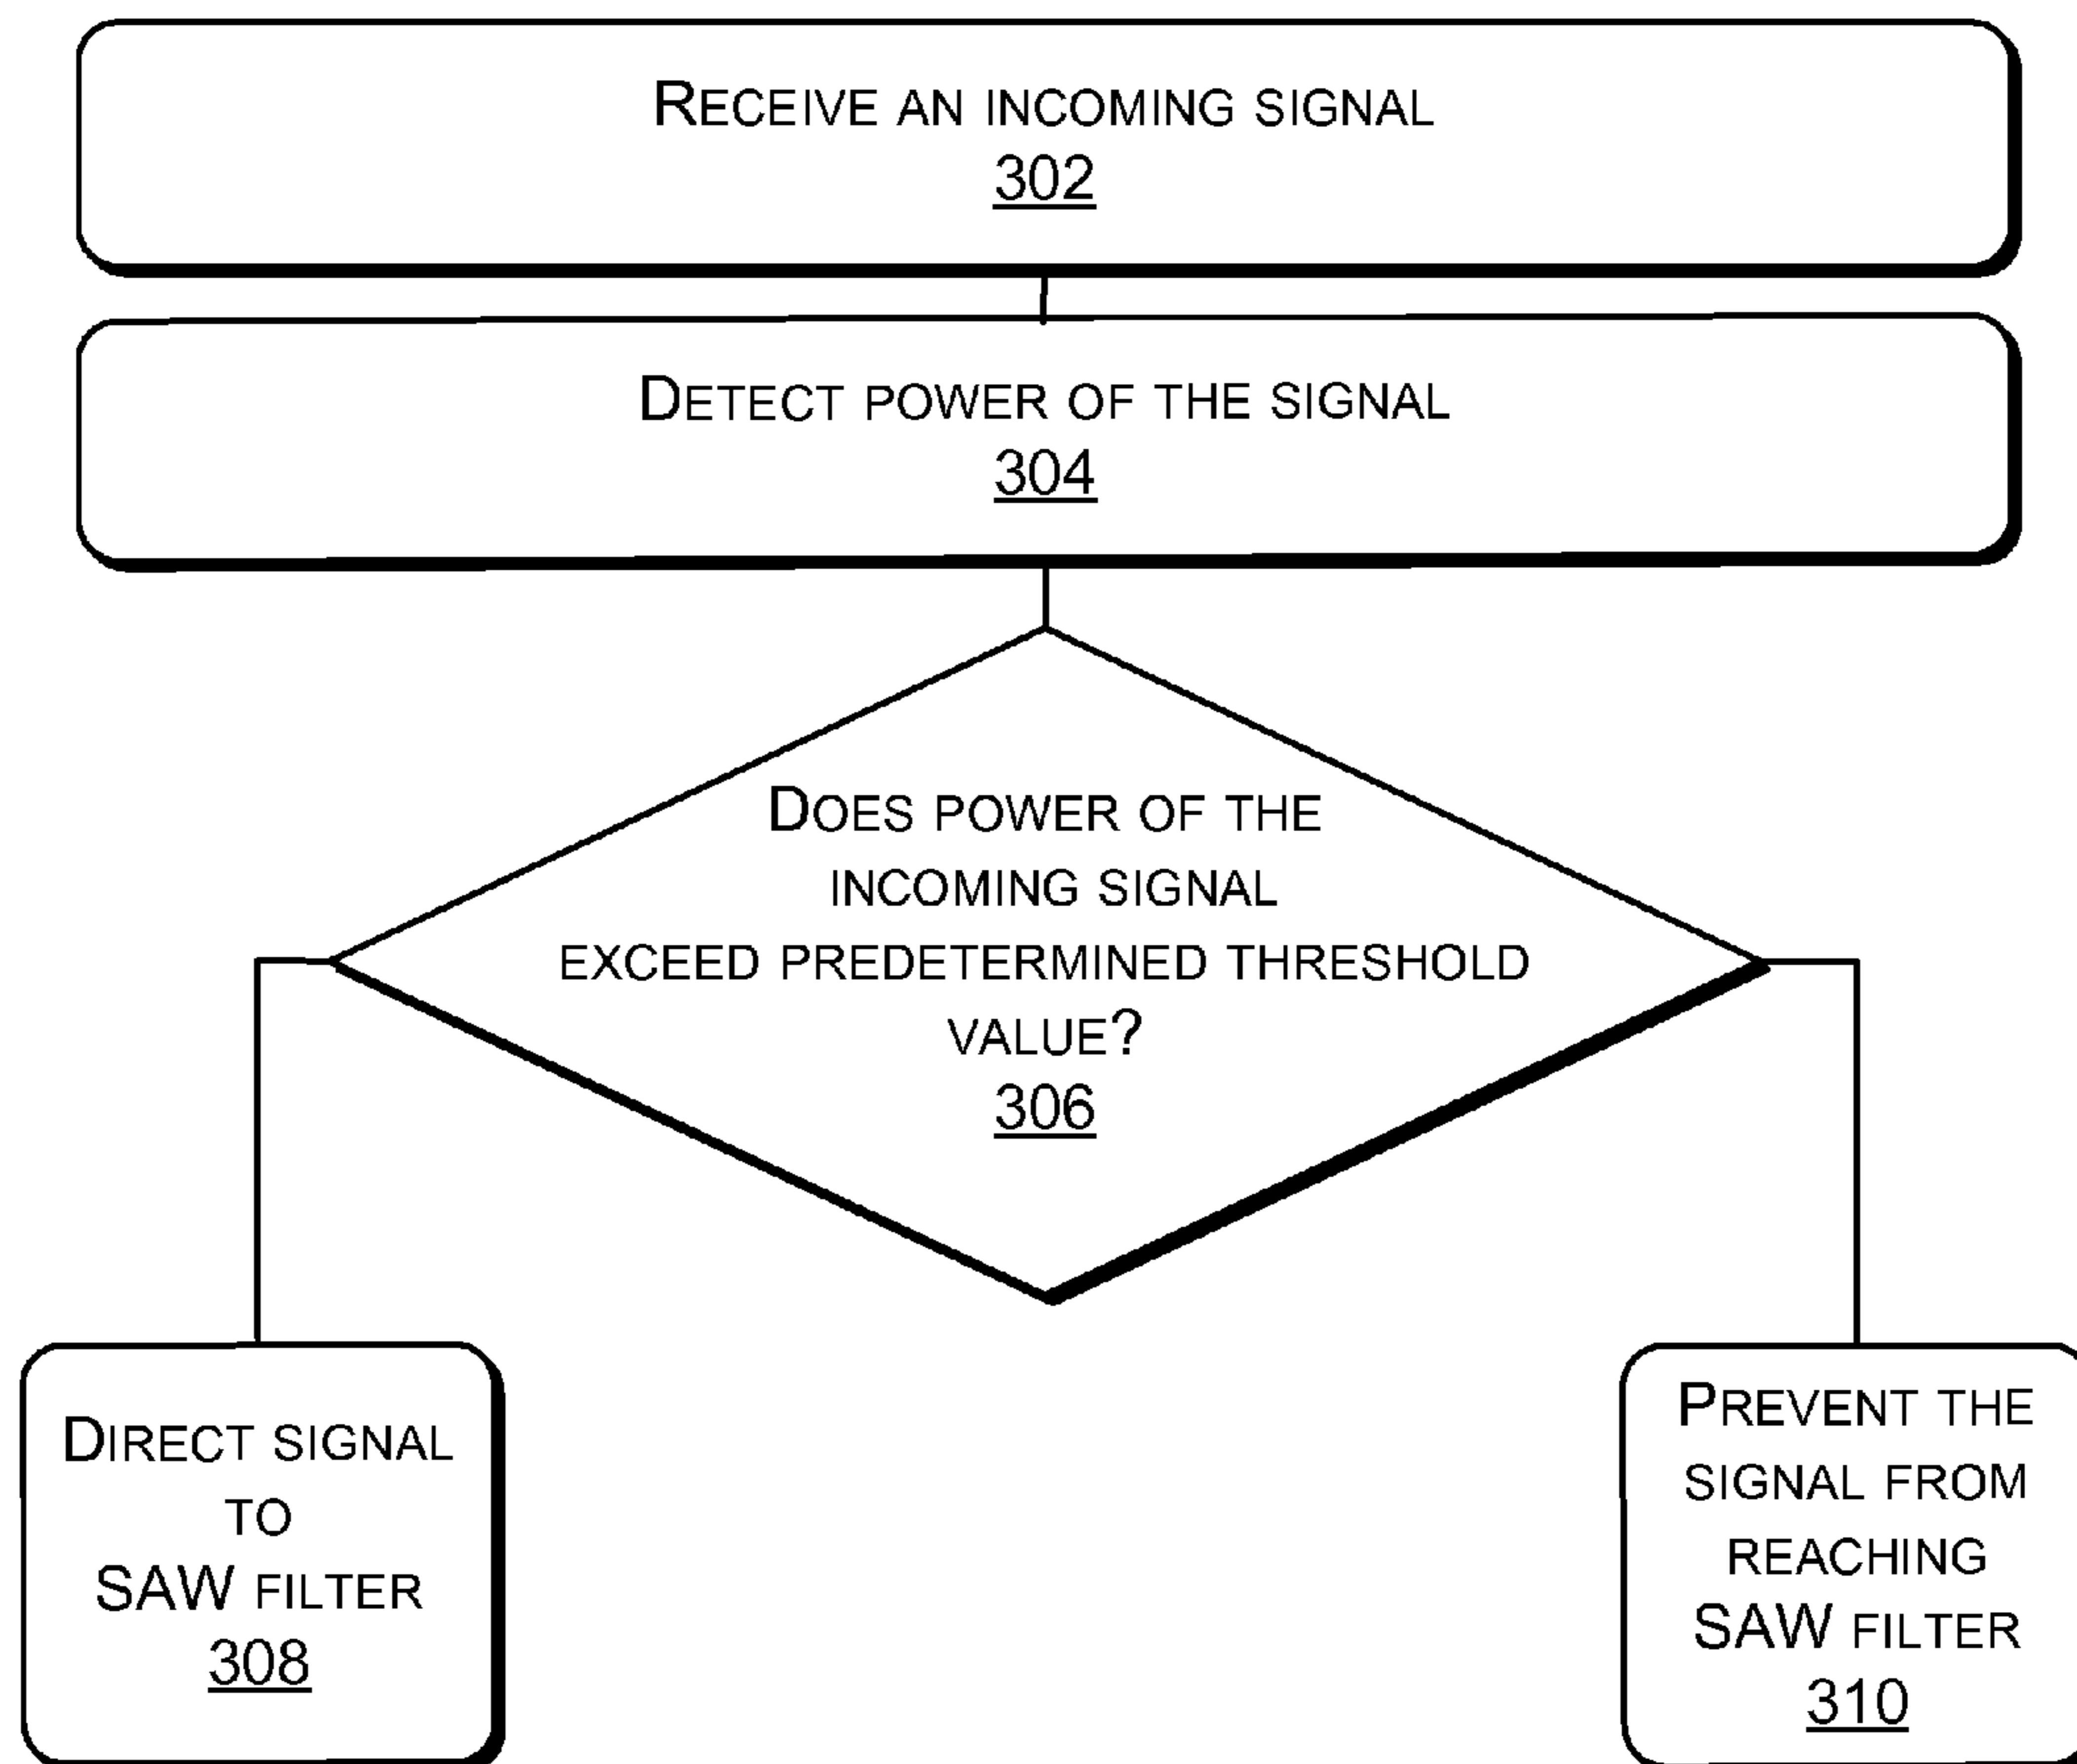 RECEIVE AN INCOMING SIGNAL
302
DETECT POWER OF THE SIGNAL
304
DOES POWER OF THE
INCOMING SIGNAL
EXCEED PREDETERMINED THRESHOLD
VALUE?
306
DIRECT SIGNAL
TO
SAW FILTER
308
PREVENT THE
SIGNAL FROM
REACHING
SAW FILTER
310